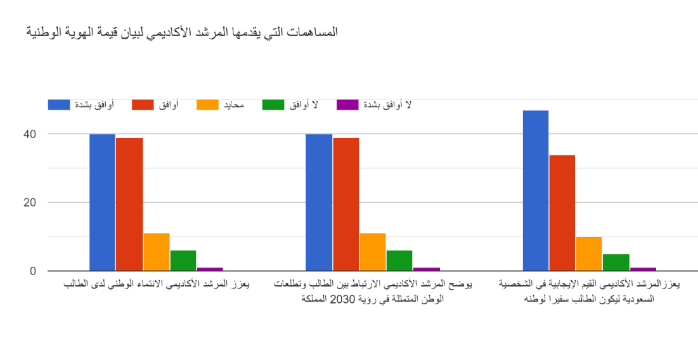 المساهمات التي يقدمها المرشد الأكاديمي لبيان قيمة الهوية الوطنية
أوافق بشدة
أوافق
محايد
لا أوافق
لا أوافق بشدة
40
20
0
يعزز المرشد الأكاديمي الانتماء الوطني لدى الطالب
يوضح المرشد الأكاديمي الارتباط بين الطالب وتطلعات
الوطن المتمثلة في رؤية 2030 المملكة
يعززالمرشد الأكاديمي القيم الإيجابية في الشخصية
السعودية ليكون الطالب سفيرا لوطنه